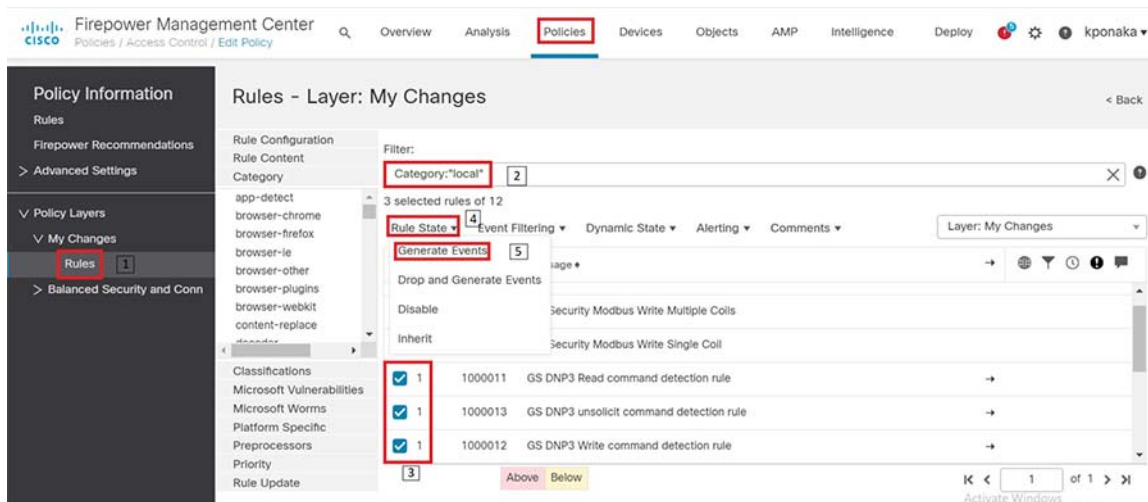 CISCO
Firepower Management Center
Policies / Access Control / Edit Policy
Overview Analysis Policies Devices Objects AMP Intelligence Deploy kponaka
Policy Information
Rules
Firepower Recommendations
> Advanced Settings
Policy Layers
My Changes
Rules 1
> Balanced Security and Conn
Rules - Layer: My Changes
< Back
Rule Configuration
Rule Content
Category
app-detect
browser-chrome
browser-firefox
browser-ie
browser-other
browser-plugins
browser-webkit
content-replace
decoder
Classifications
Microsoft Vulnerabilities
Microsoft Worms
Platform Specific
Preprocessors
Priority
Rule Update
Filter:
Category:"local" 2
3 selected rules of 12
4
Rule State Event Filtering Dynamic State Alerting Comments Layer: My Changes
Generate Events 5
Drop and Generate Events
Disable
Inherit
sage
Security Modbus Write Multiple Coils
Security Modbus Write Single Coil
1 1000011 GS DNP3 Read command detection rule
1 1000013 GS DNP3 unsolicit command detection rule
1 1000012 GS DNP3 Write command detection rule
3
Above Below
1 of 1
Activate Windows